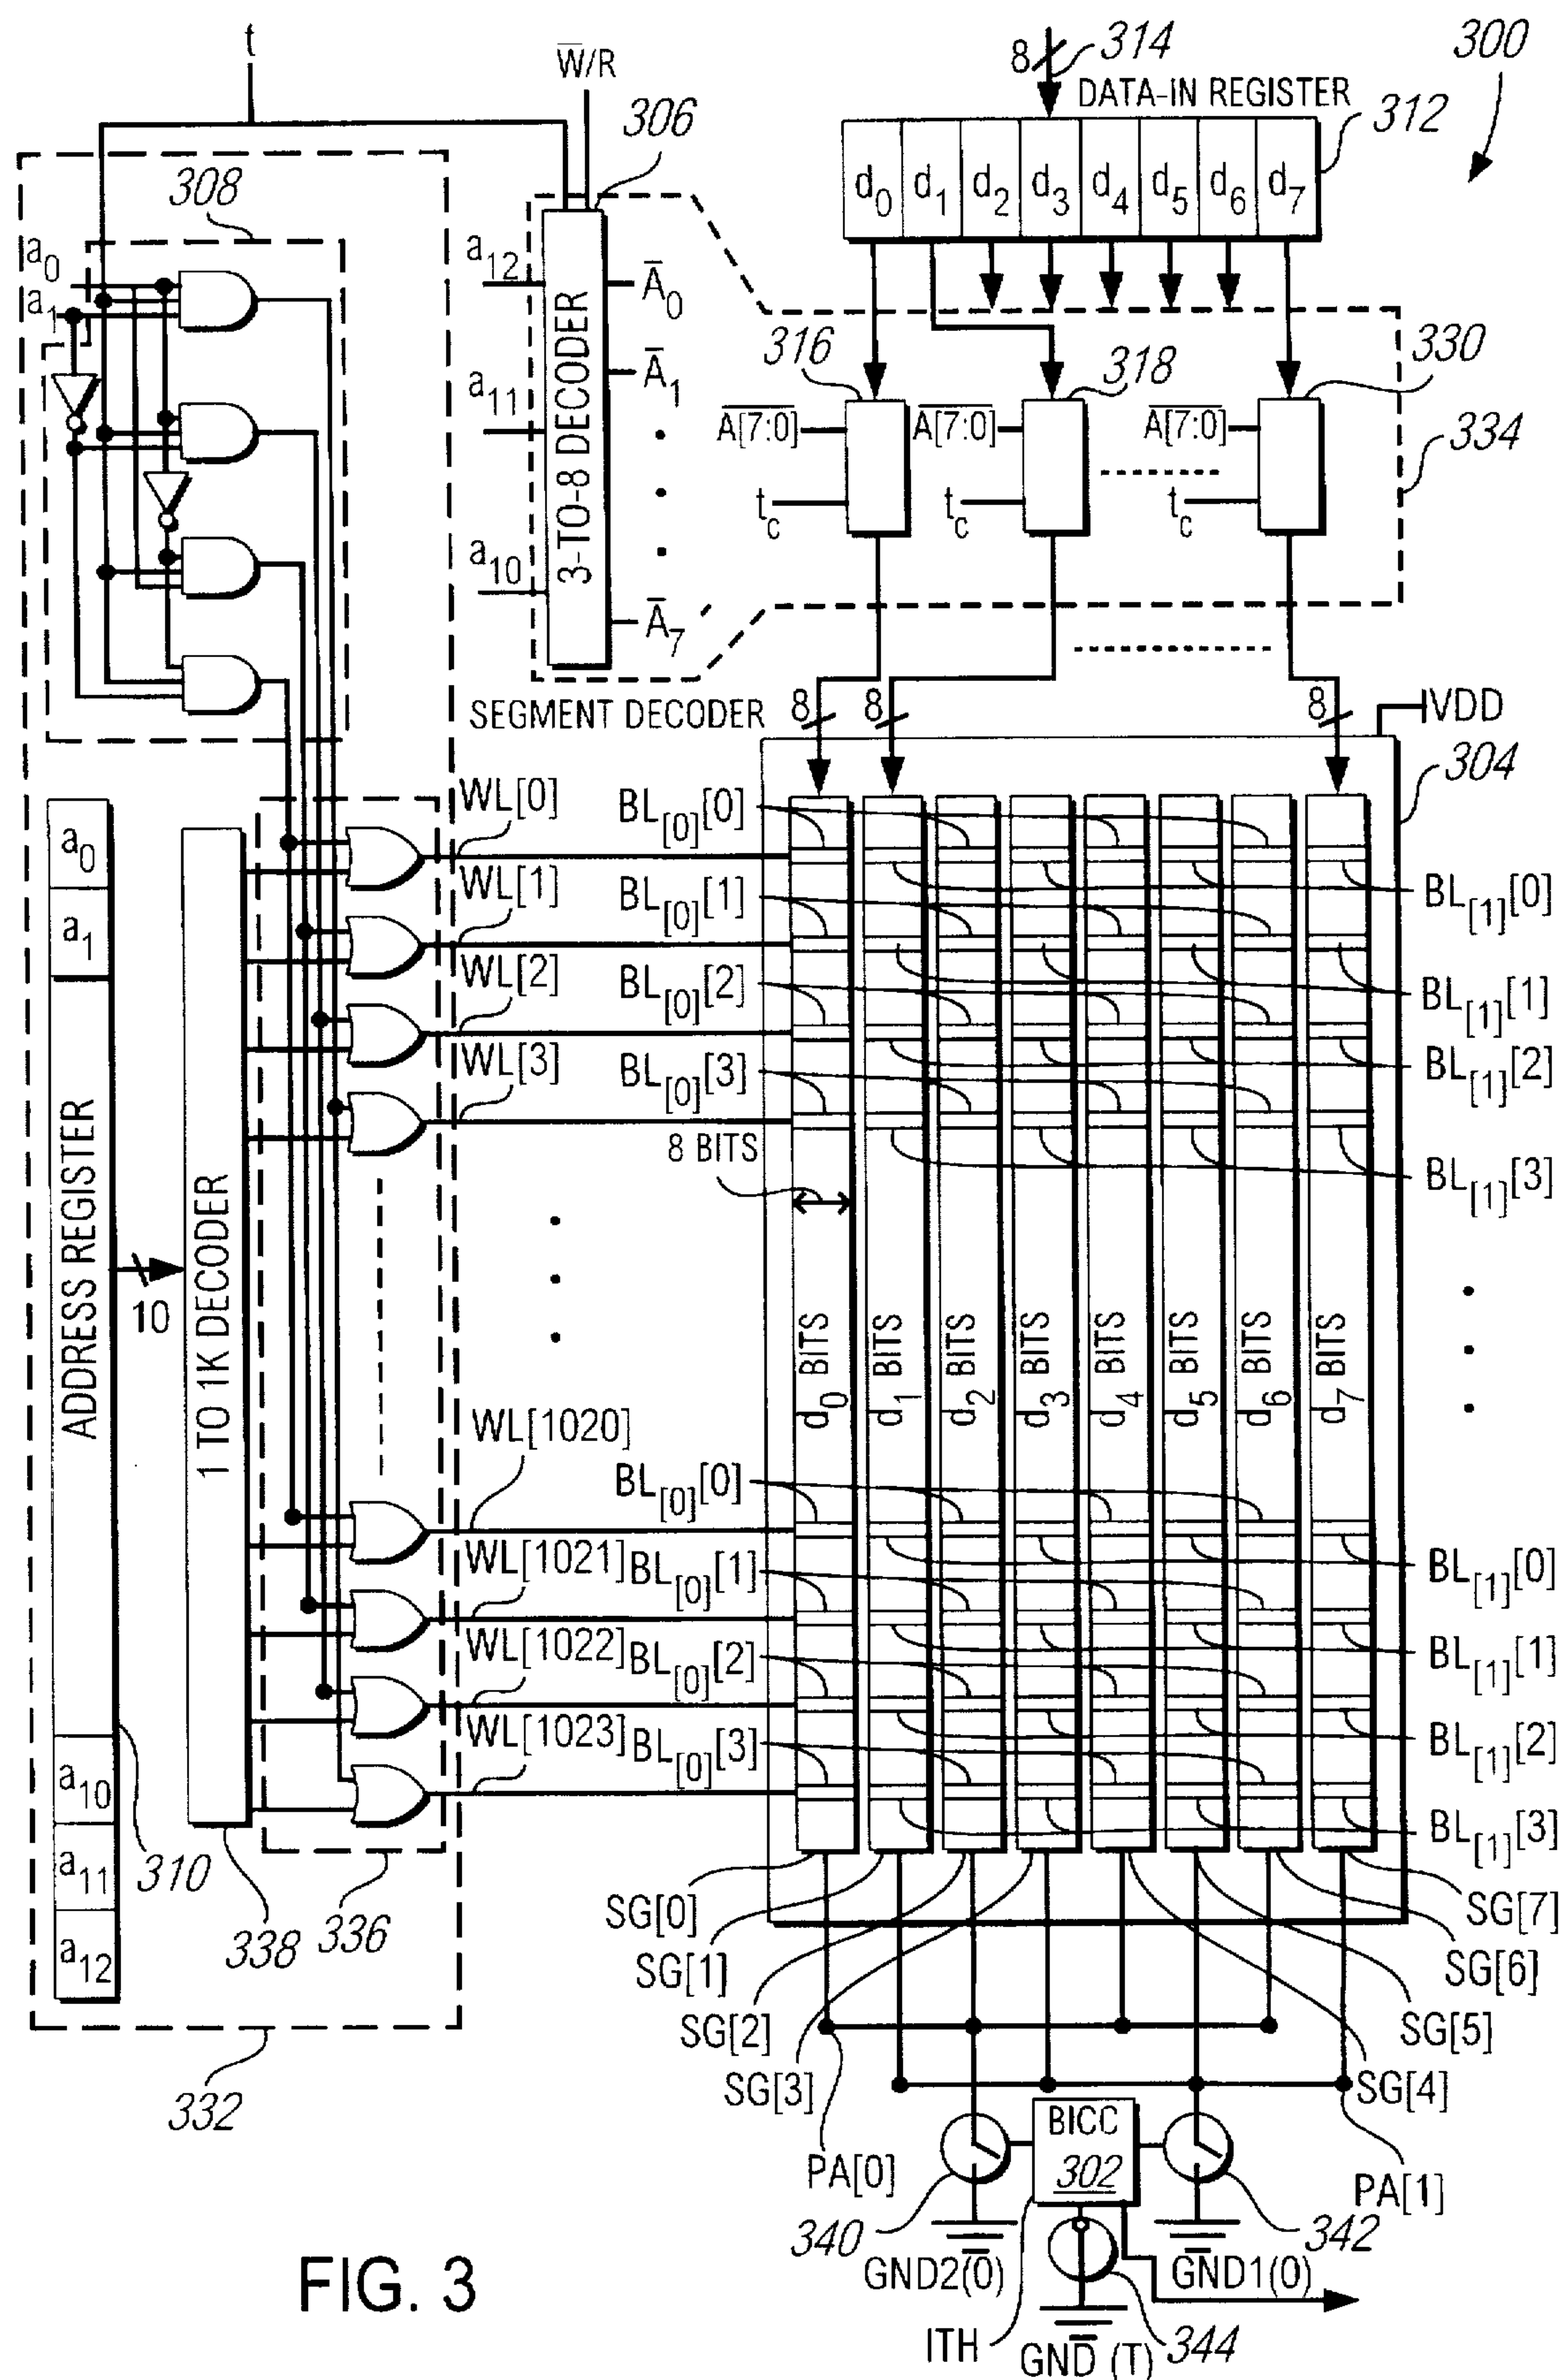 t
W̅/R
8
314
300
DATA-IN REGISTER
306
312
308
d0 d1 d2 d3 d4 d5 d6 d7
a0
a1
a12
A̅0
316
318
330
A̅1
a11
3-TO-8 DECODER
A[7:0] A[7:0] A[7:0]
334
tc tc tc
a10
A̅7
SEGMENT DECODER
8 8 8
VDD
304
WL[0]
BL[0][0]
BL[1][0]
WL[1]
BL[0][1]
BL[1][1]
WL[2]
BL[0][2]
BL[1][2]
WL[3]
BL[0][3]
BL[1][3]
8 BITS
a0
a1
ADDRESS REGISTER
10
1 TO 1K DECODER
d0 BITS
d1 BITS
d2 BITS
d3 BITS
d4 BITS
d5 BITS
d6 BITS
d7 BITS
WL[1020]
BL[0][0]
BL[1][0]
WL[1021]
BL[0][1]
BL[1][1]
WL[1022]
BL[0][2]
BL[1][2]
WL[1023]
BL[0][3]
BL[1][3]
a10
a11
a12
310
338
336
332
SG[0]
SG[1]
SG[2]
SG[3]
SG[7]
SG[6]
SG[5]
SG[4]
PA[0]
BICC
302
PA[1]
340
342
GND2(0)
GND1(0)
ITH
GND (T)
344
FIG. 3